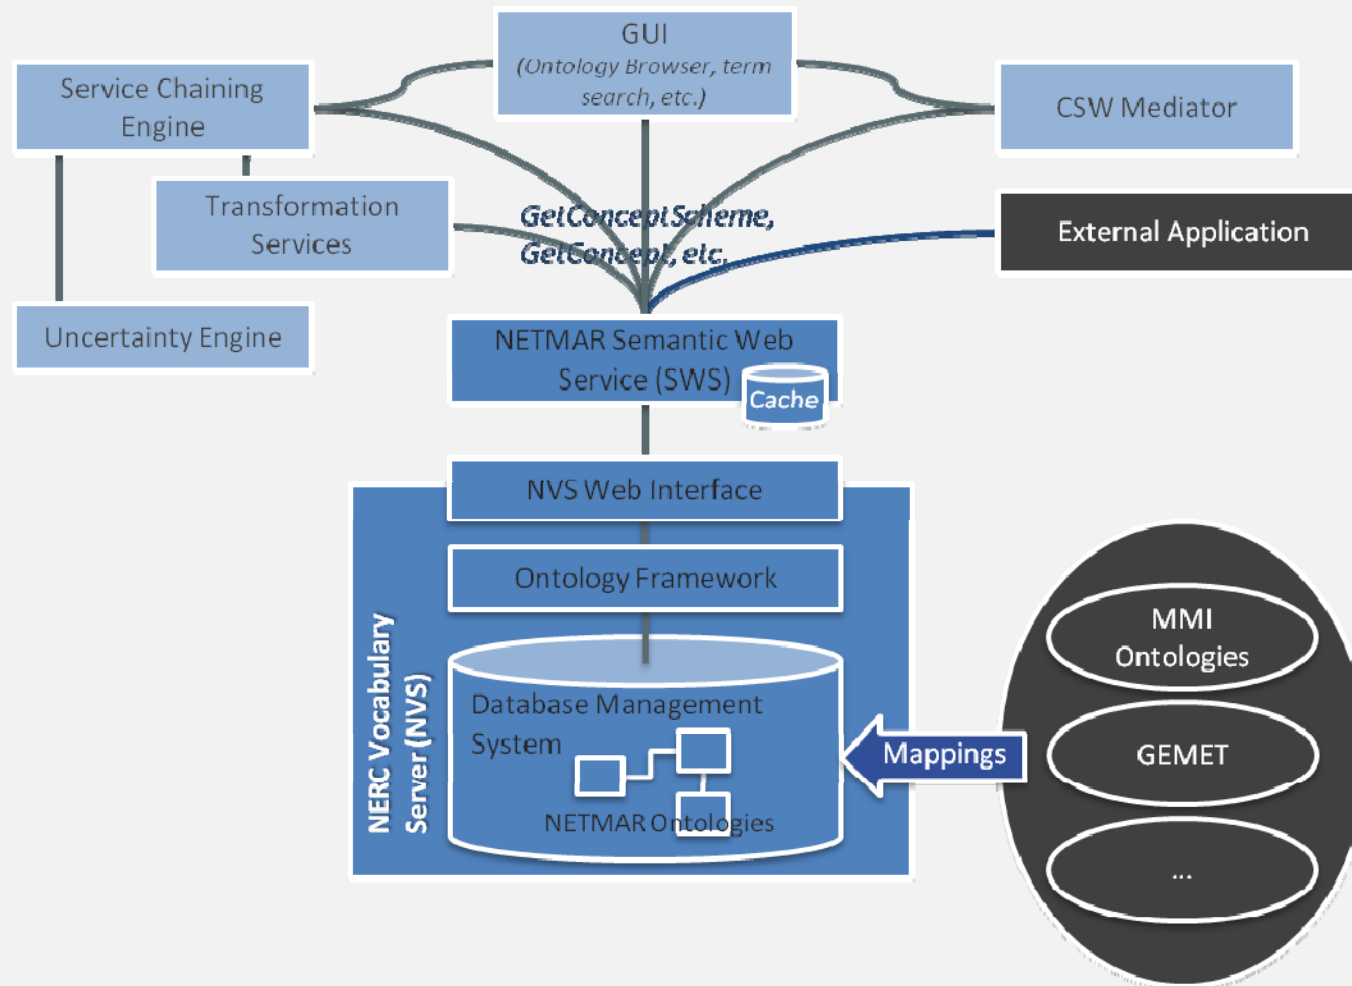 GUI
(Ontology Browser, term
search, etc.)
Service Chaining
Engine
CSW Mediator
Transformation
Services
GetConceptScheme,
GetConcept, etc.
External Application
Uncertainty Engine
NETMAR Semantic Web
Service (SWS)
Cache
NVS Web Interface
Ontology Framework
NERC Vocabulary
Server (NVS)
Database Management
System
NETMAR Ontologies
Mappings
MMI
Ontologies
GEMET
...